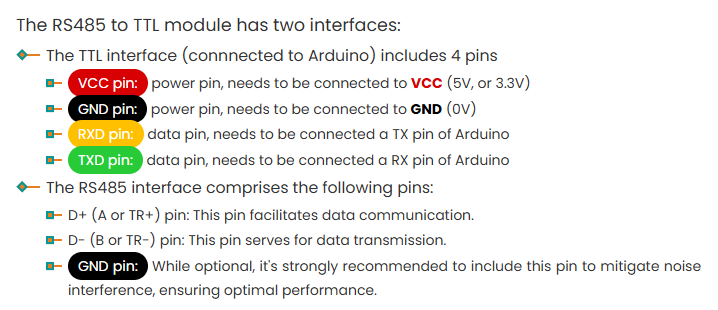 The RS485 to TTL module has two interfaces:
The TTL interface (connnected to Arduino) includes 4 pins
VCC pin: power pin, needs to be connected to VCC (5V, or 3.3V)
GND pin: power pin, needs to be connected to GND (0V)
RXD pin: data pin, needs to be connected a TX pin of Arduino
TXD pin: data pin, needs to be connected a RX pin of Arduino
The RS485 interface comprises the following pins:
D+ (A or TR+) pin: This pin facilitates data communication.
D- (B or TR-) pin: This pin serves for data transmission.
GND pin: While optional, it's strongly recommended to include this pin to mitigate noise
interference, ensuring optimal performance.